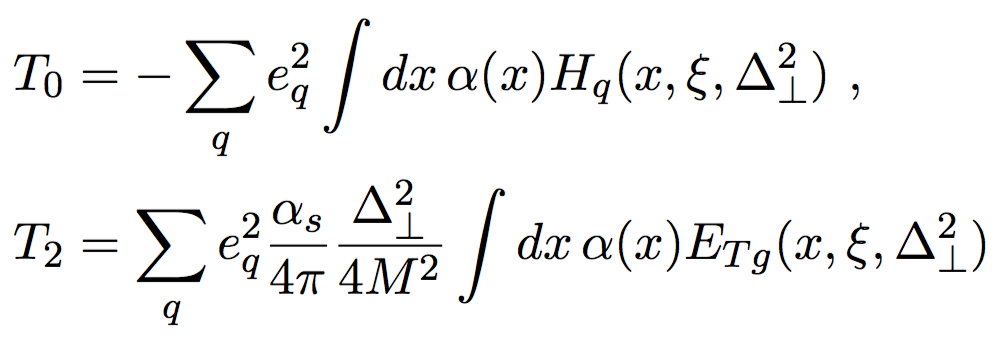 T_0 = -\sum_q e_q^2 \int dx\, \alpha(x) H_q(x, \xi, \Delta_\perp^2) ,
T_2 = \sum_q e_q^2 \frac{\alpha_s}{4\pi} \frac{\Delta_\perp^2}{4M^2} \int dx\, \alpha(x) E_{Tg}(x, \xi, \Delta_\perp^2)